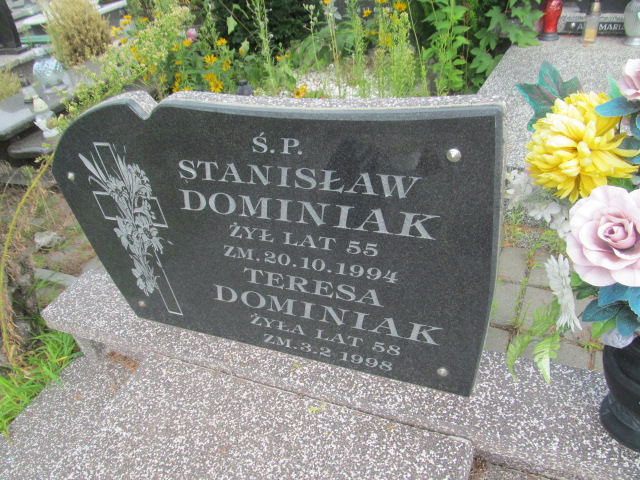 Ś.P.
STANISŁAW
DOMINIAK
ŻYŁ LAT 55
ZM. 20.10.1994
TERESA
DOMINIAK
ŻYŁA LAT 58
ZM.3.2 1998